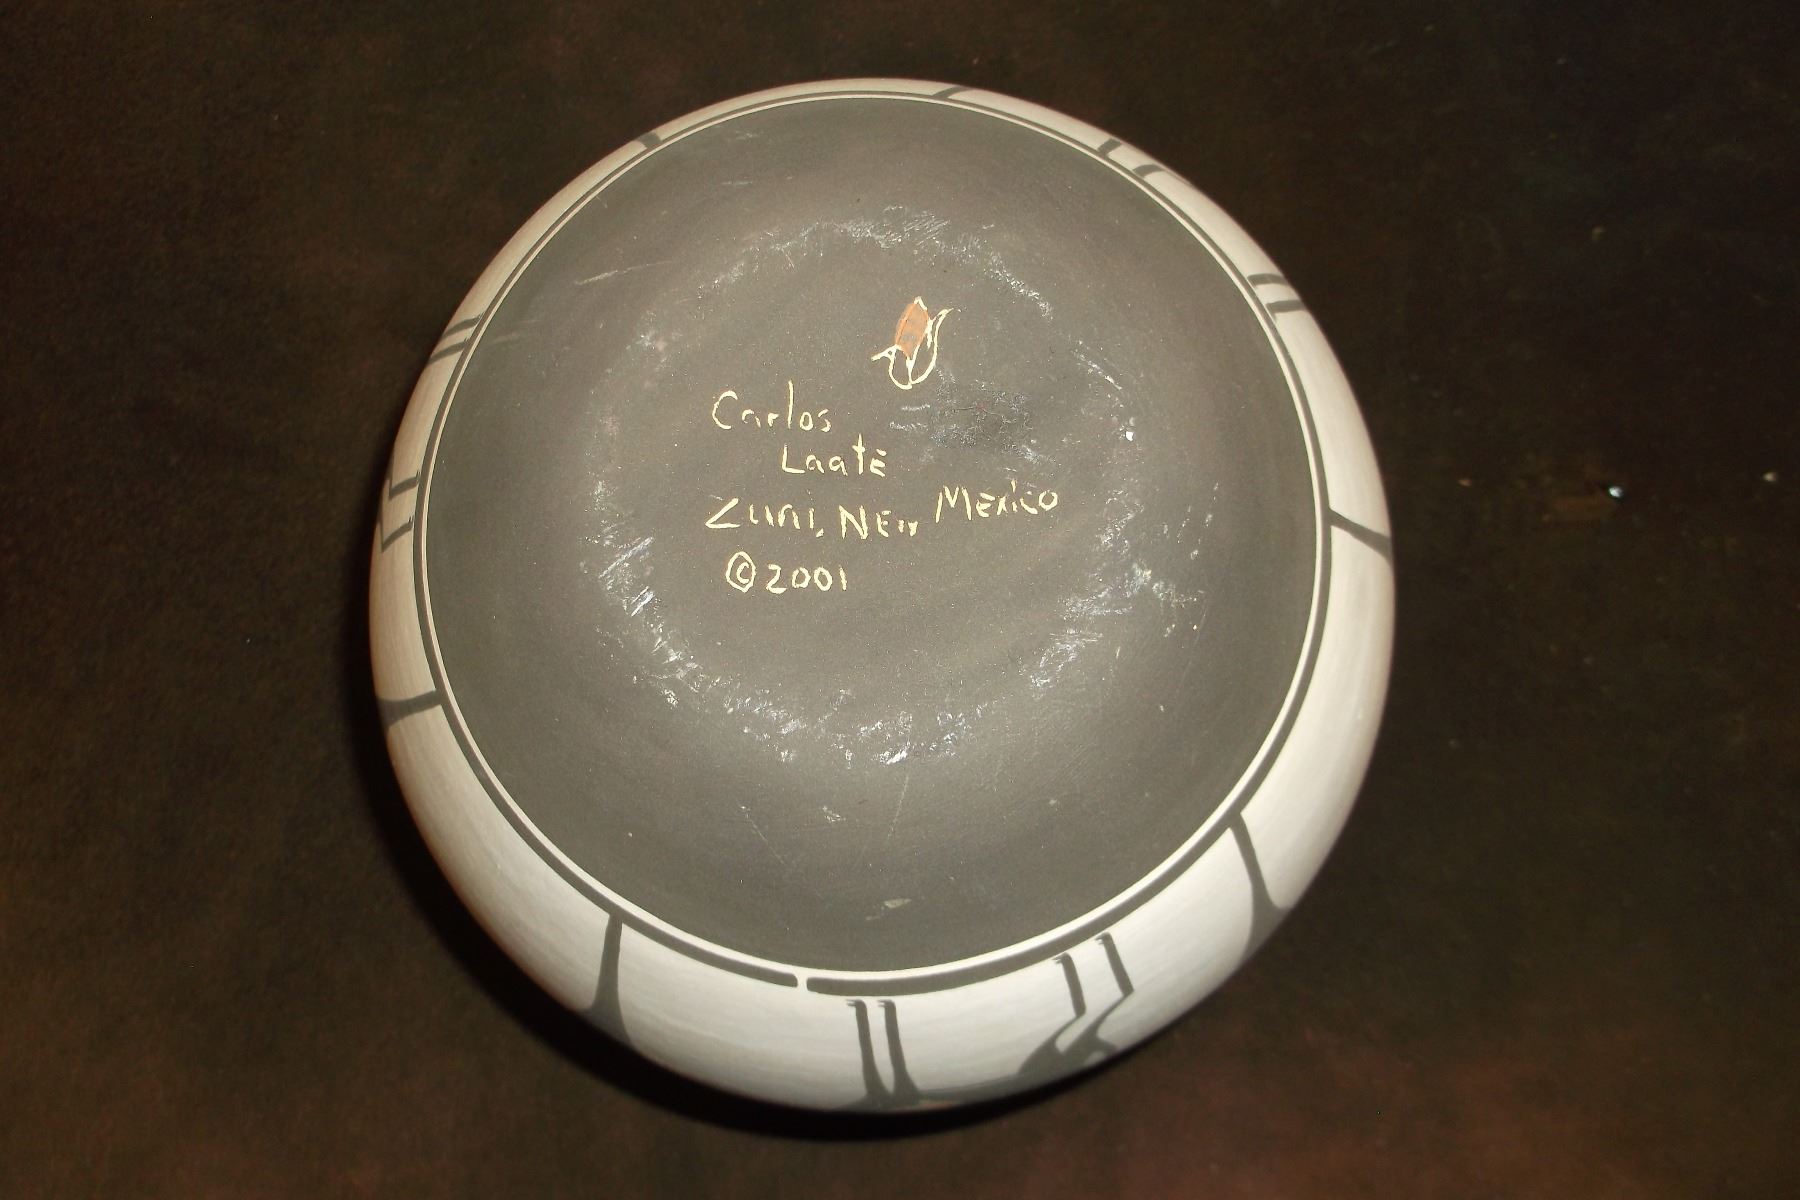 Carlos
Laate
Zuni, New Mexico
©2001